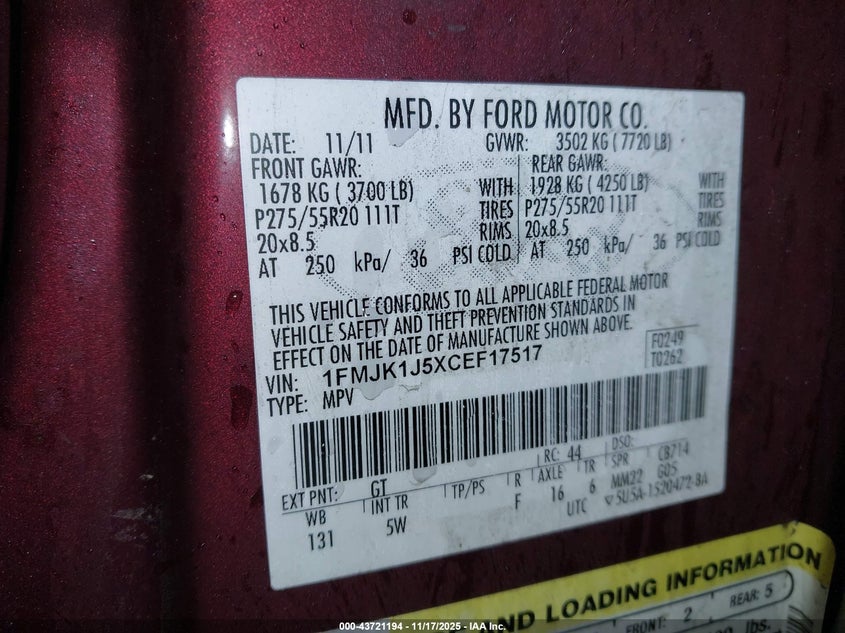 MFD. BY FORD MOTOR CO.
DATE: 11/11 GVWR: 3502 KG ( 7720 LB)
FRONT GAWR: REAR GAWR:
1678 KG ( 3700 LB) WITH 1928 KG ( 4250 LB) WITH
P275/55R20 111T TIRES P275/55R20 111T TIRES
20x8.5 RIMS 20x8.5 RIMS
AT 250 kPa/ 36 PSI COLD AT 250 kPa/ 36 PSI COLD
THIS VEHICLE CONFORMS TO ALL APPLICABLE FEDERAL MOTOR
VEHICLE SAFETY AND THEFT PREVENTION STANDARDS IN
EFFECT ON THE DATE OF MANUFACTURE SHOWN ABOVE.
F0249
VIN: 1FMJK1J5XCEF17517
T0262
TYPE: MPV
RC: 44 DSO:
EXT PNT: GT CB714
WB INT TR TP/PS R AXLE TR SPR G05
131 5W F 16 6 MM22
UTC 5U5A-1520472-BA
ND LOADING INFORMATION
FRONT: 2 REAR: 5
lbs.
000-43721194 - 11/17/2025 - IAA Inc.